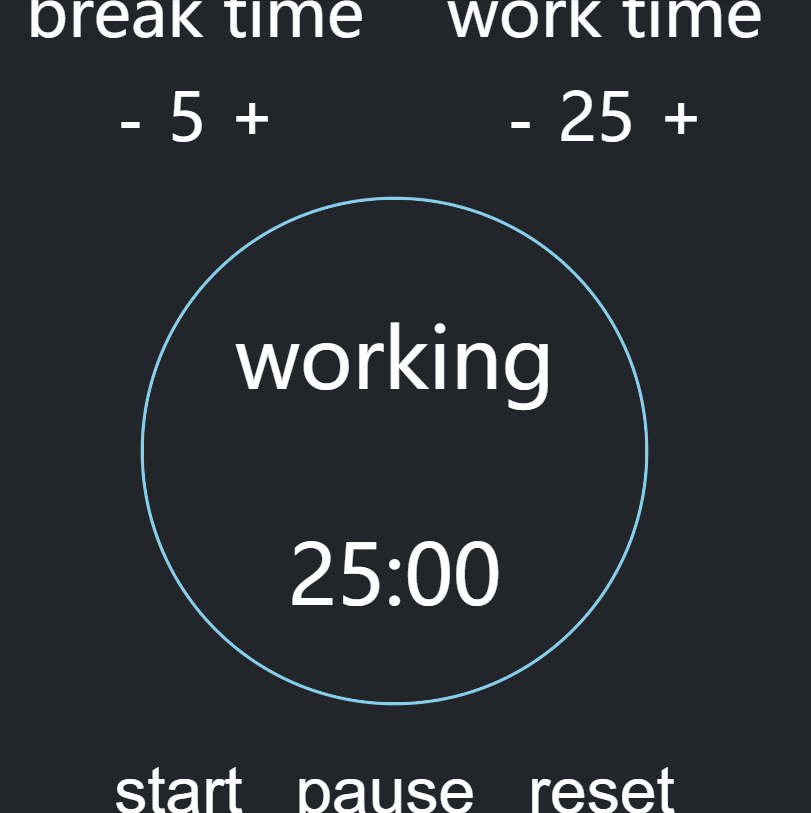 break time work time
- 5 + - 25 +
working
25:00
start pause reset